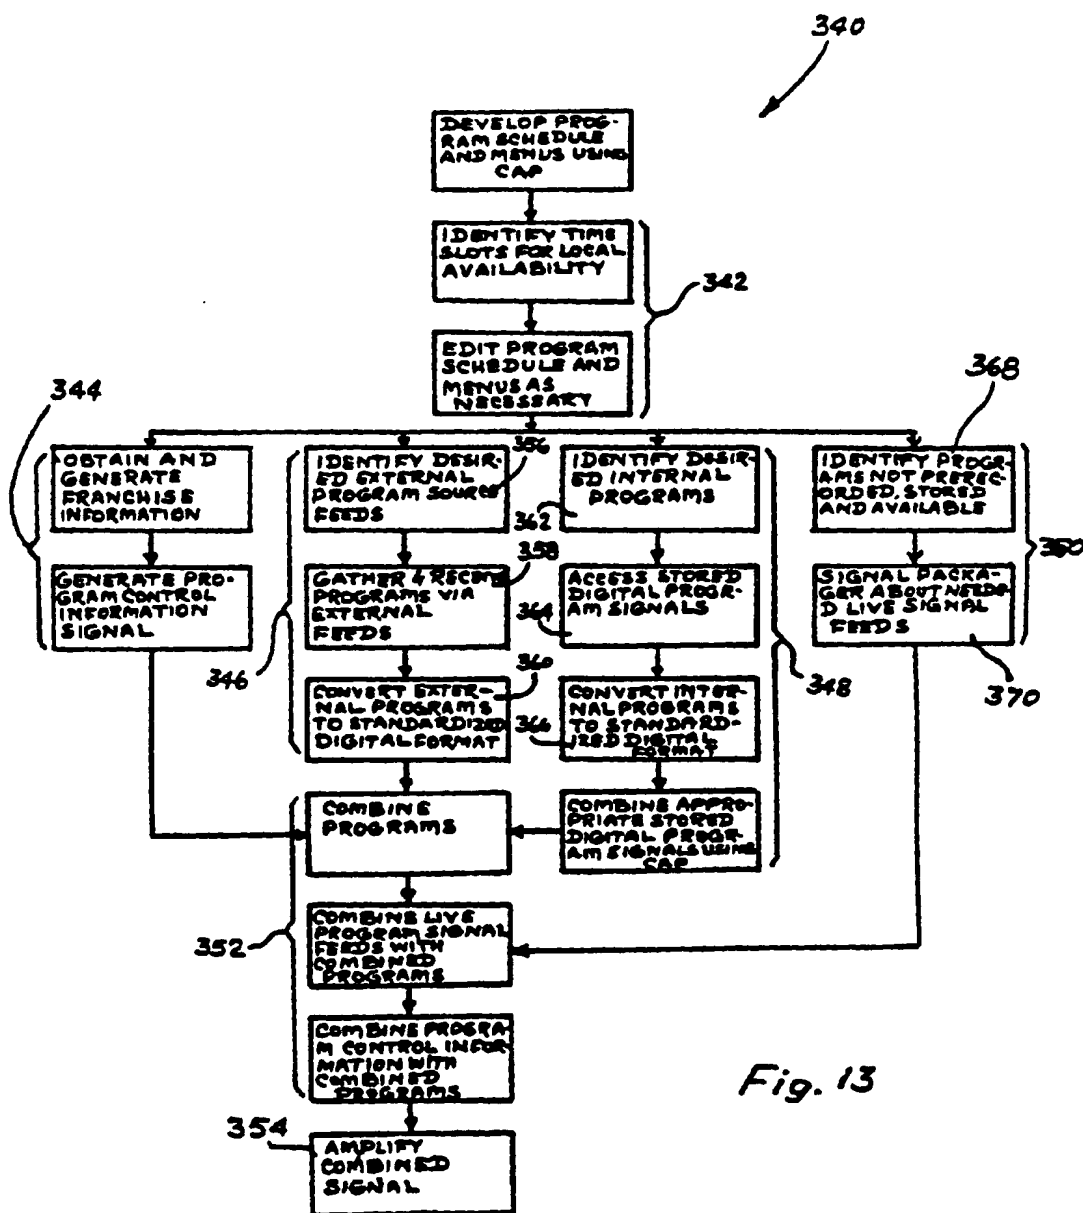 340
DEVELOP PROG-
RAM SCHEDULE
AND MENUS USING
CAP
IDENTIFY TIME
SLOTS FOR LOCAL
AVAILABILITY
342
EDIT PROGRAM
SCHEDULE AND
MENUS AS
NECESSARY
344
OBTAIN AND
GENERATE
FRANCHISE
INFORMATION
GENERATE PRO-
GRAM CONTROL
INFORMATION
SIGNAL
346
IDENTIFY DESIR-
ED EXTERNAL
PROGRAM SOURCE
FEEDS
356
GATHER & RECORD
PROGRAMS VIA
EXTERNAL
FEEDS
358
CONVERT EXTER-
NAL PROGRAMS
TO STANDARDIZED
DIGITAL FORMAT
360
IDENTIFY DESIR-
ED INTERNAL
PROGRAMS
362
ACCESS STORED
DIGITAL PROGR-
AM SIGNALS
364
348
CONVERT INTER-
NAL PROGRAMS
TO STANDARD-
IZED DIGITAL
FORMAT
366
COMBINE APPRO-
PRIATE STORED
DIGITAL PROGR-
AM SIGNALS USING
CAP
368
IDENTIFY PROGR-
AMS NOT PREREC-
ORDED, STORED
AND AVAILABLE
350
SIGNAL PACKA-
GER ABOUT NEEDE-
D LIVE SIGNAL
FEEDS
370
352
COMBINE
PROGRAMS
COMBINE LIVE
PROGRAM SIGNAL
FEEDS WITH
COMBINED
PROGRAMS
COMBINE PROGRA-
M CONTROL INFOR-
MATION WITH
COMBINED
PROGRAMS
354
AMPLIFY
COMBINED
SIGNAL
Fig. 13